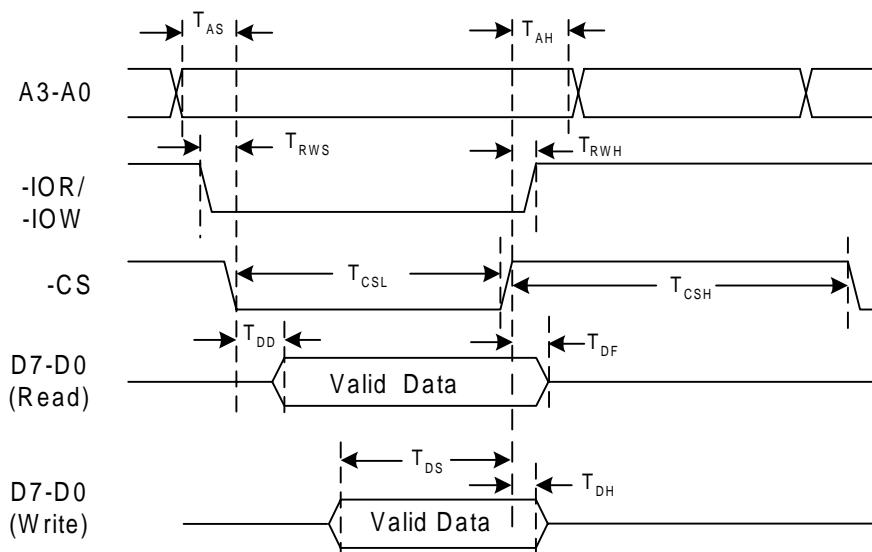 TAS
TAH
A3-A0
TRWS
TRWH
-IOR/
-IOW
-CS
TCSL
TCSH
TDD
TDF
D7-D0
(Read)
Valid Data
TDS
TDH
D7-D0
(Write)
Valid Data